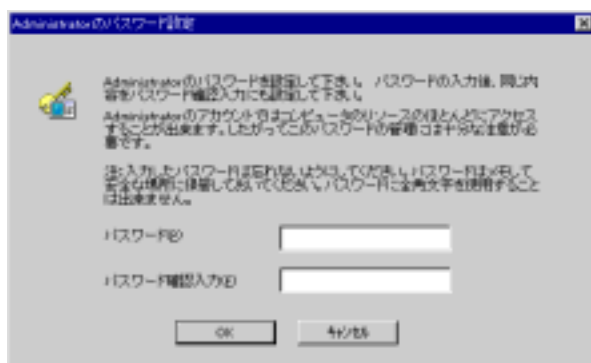 Administratorのパスワード設定
Administratorのパスワードを設定して下さい。 パスワードの入力後、同じ内
容をパスワード確認入力にも設定して下さい。
Administratorのアカウントではコンピュータのリソースのほとんどにアクセス
することが出来ます。したがってこのパスワードの管理には十分な注意が必
要です。
注:入力したパスワードは忘れないようにしてください。パスワードはメモして
安全な場所に保管しておいてください。パスワードに全角文字を使用すること
は出来ません。
パスワード(P)
パスワード確認入力(E)
OK
キャンセル